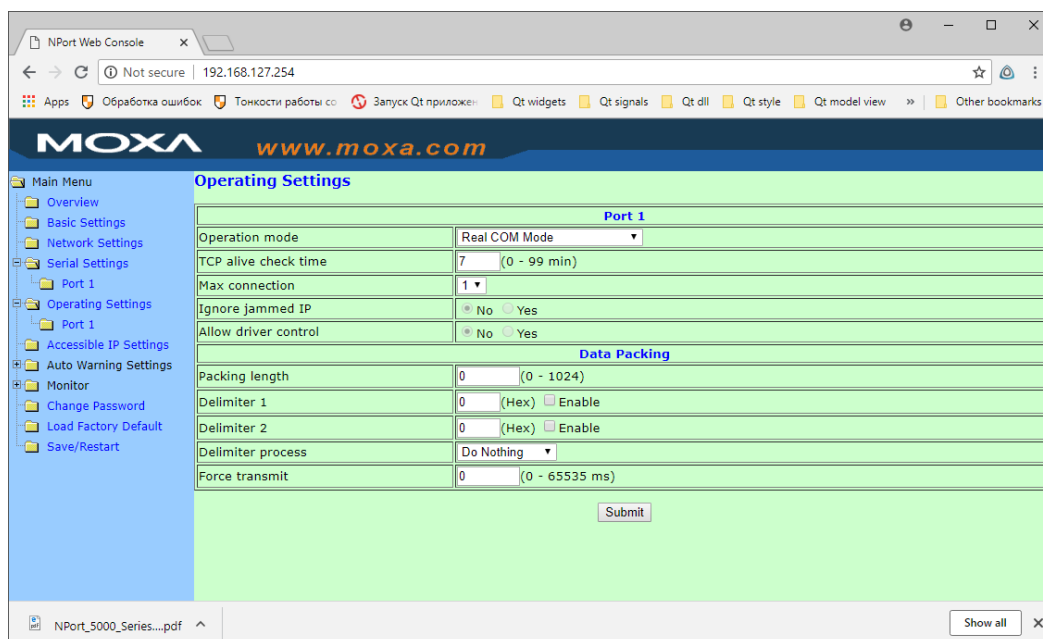 NPort Web Console
Not secure | 192.168.127.254
Apps Обработка ошибок Тонкости работы со Запуск Qt приложен Qt widgets Qt signals Qt dll Qt style Qt model view » Other bookmarks
MOXA www.moxa.com
Main Menu
Overview
Basic Settings
Network Settings
Serial Settings
Port 1
Operating Settings
Port 1
Accessible IP Settings
Auto Warning Settings
Monitor
Change Password
Load Factory Default
Save/Restart
Operating Settings
Port 1
Operation mode Real COM Mode
TCP alive check time 7 (0 - 99 min)
Max connection 1
Ignore jammed IP No Yes
Allow driver control No Yes
Data Packing
Packing length 0 (0 - 1024)
Delimiter 1 0 (Hex) Enable
Delimiter 2 0 (Hex) Enable
Delimiter process Do Nothing
Force transmit 0 (0 - 65535 ms)
Submit
NPort_5000_Series....pdf Show all